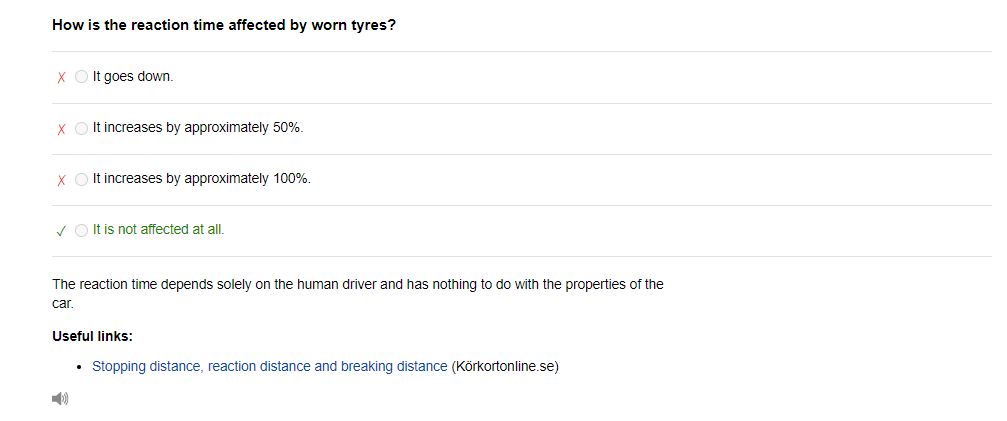 How is the reaction time affected by worn tyres?
It goes down.
It increases by approximately 50%.
It increases by approximately 100%.
It is not affected at all.
The reaction time depends solely on the human driver and has nothing to do with the properties of the
car.
Useful links:
• Stopping distance, reaction distance and breaking distance (Körkortonline.se)